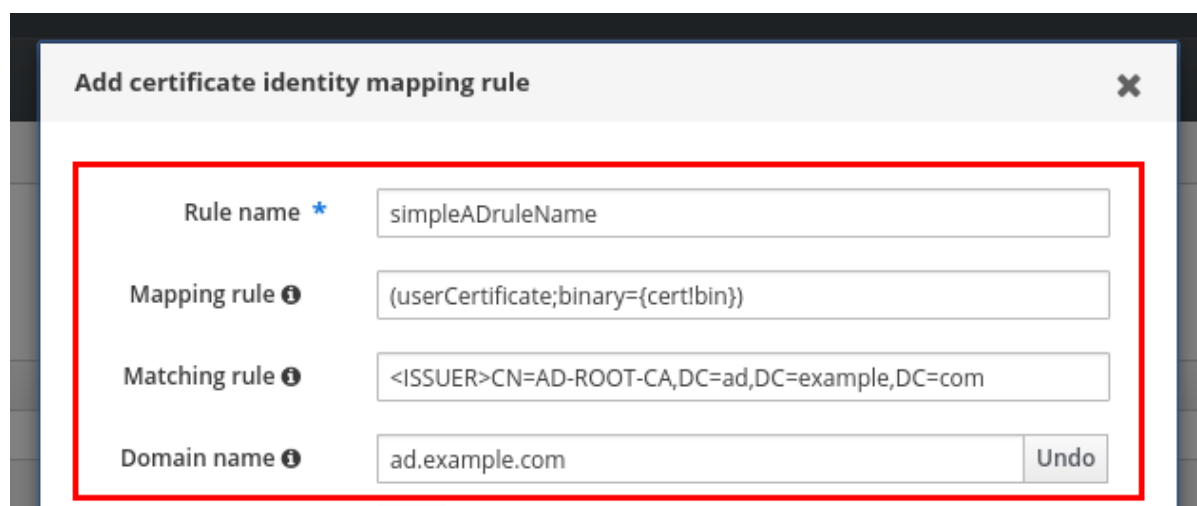 Add certificate identity mapping rule
Rule name *
simpleADruleName
Mapping rule
(userCertificate;binary={cert!bin})
Matching rule
<ISSUER>CN=AD-ROOT-CA,DC=ad,DC=example,DC=com
Domain name
ad.example.com
Undo